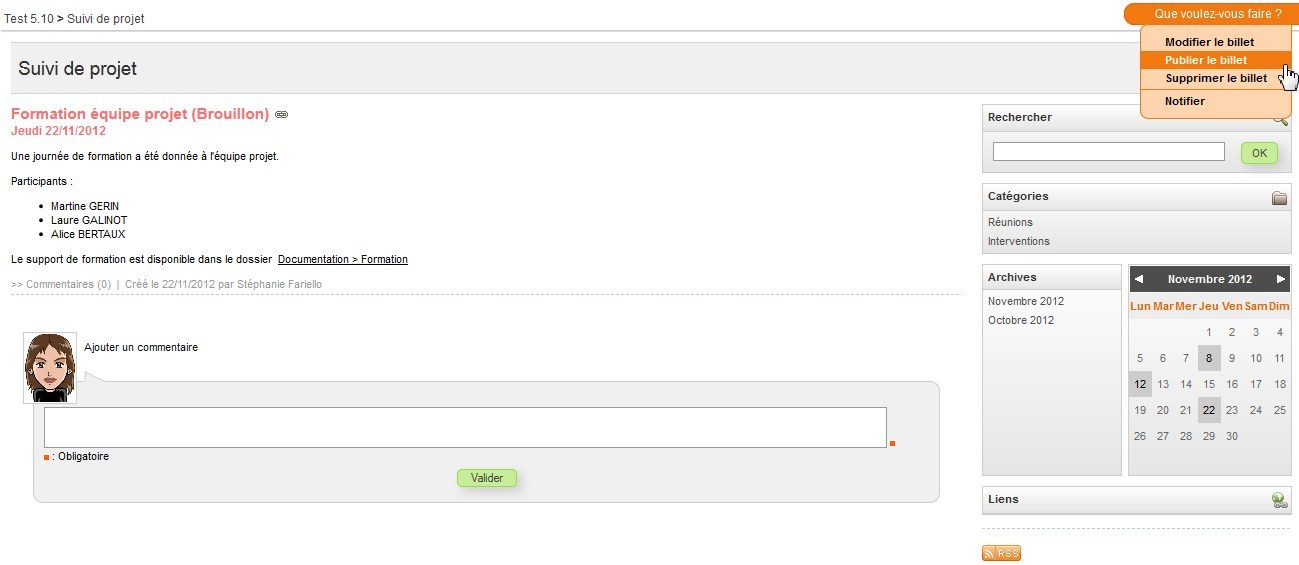 Test 5.10 > Suivi de projet
Que voulez-vous faire ?
Modifier le billet
Publier le billet
Supprimer le billet
Notifier
Suivi de projet
Formation équipe projet (Brouillon)
Jeudi 22/11/2012
Une journée de formation a été donnée à l'équipe projet.
Participants :
• Martine GERIN
• Laure GALINOT
• Alice BERTAUX
Le support de formation est disponible dans le dossier Documentation > Formation
>> Commentaires (0) | Créé le 22/11/2012 par Stéphanie Fariello
Ajouter un commentaire
: Obligatoire
Valider
Rechercher
OK
Catégories
Réunions
Interventions
Archives
Novembre 2012
Octobre 2012
Novembre 2012
Lun Mar Mer Jeu Ven Sam Dim
1 2 3 4
5 6 7 8 9 10 11
12 13 14 15 16 17 18
19 20 21 22 23 24 25
26 27 28 29 30
Liens
RSS